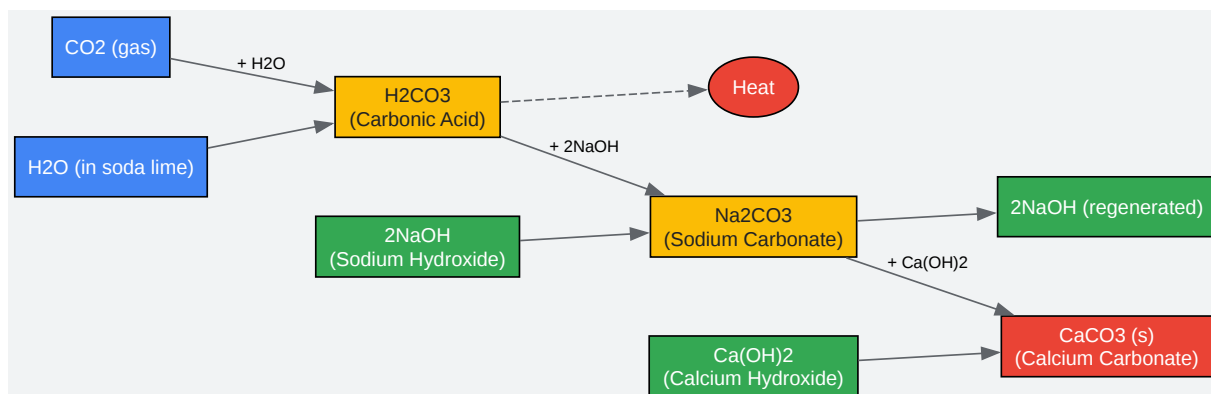 CO2 (gas)
+ H2O
H2CO3
(Carbonic Acid)
Heat
H2O (in soda lime)
+ 2NaOH
2NaOH
(Sodium Hydroxide)
Na2CO3
(Sodium Carbonate)
2NaOH (regenerated)
+ Ca(OH)2
Ca(OH)2
(Calcium Hydroxide)
CaCO3 (s)
(Calcium Carbonate)